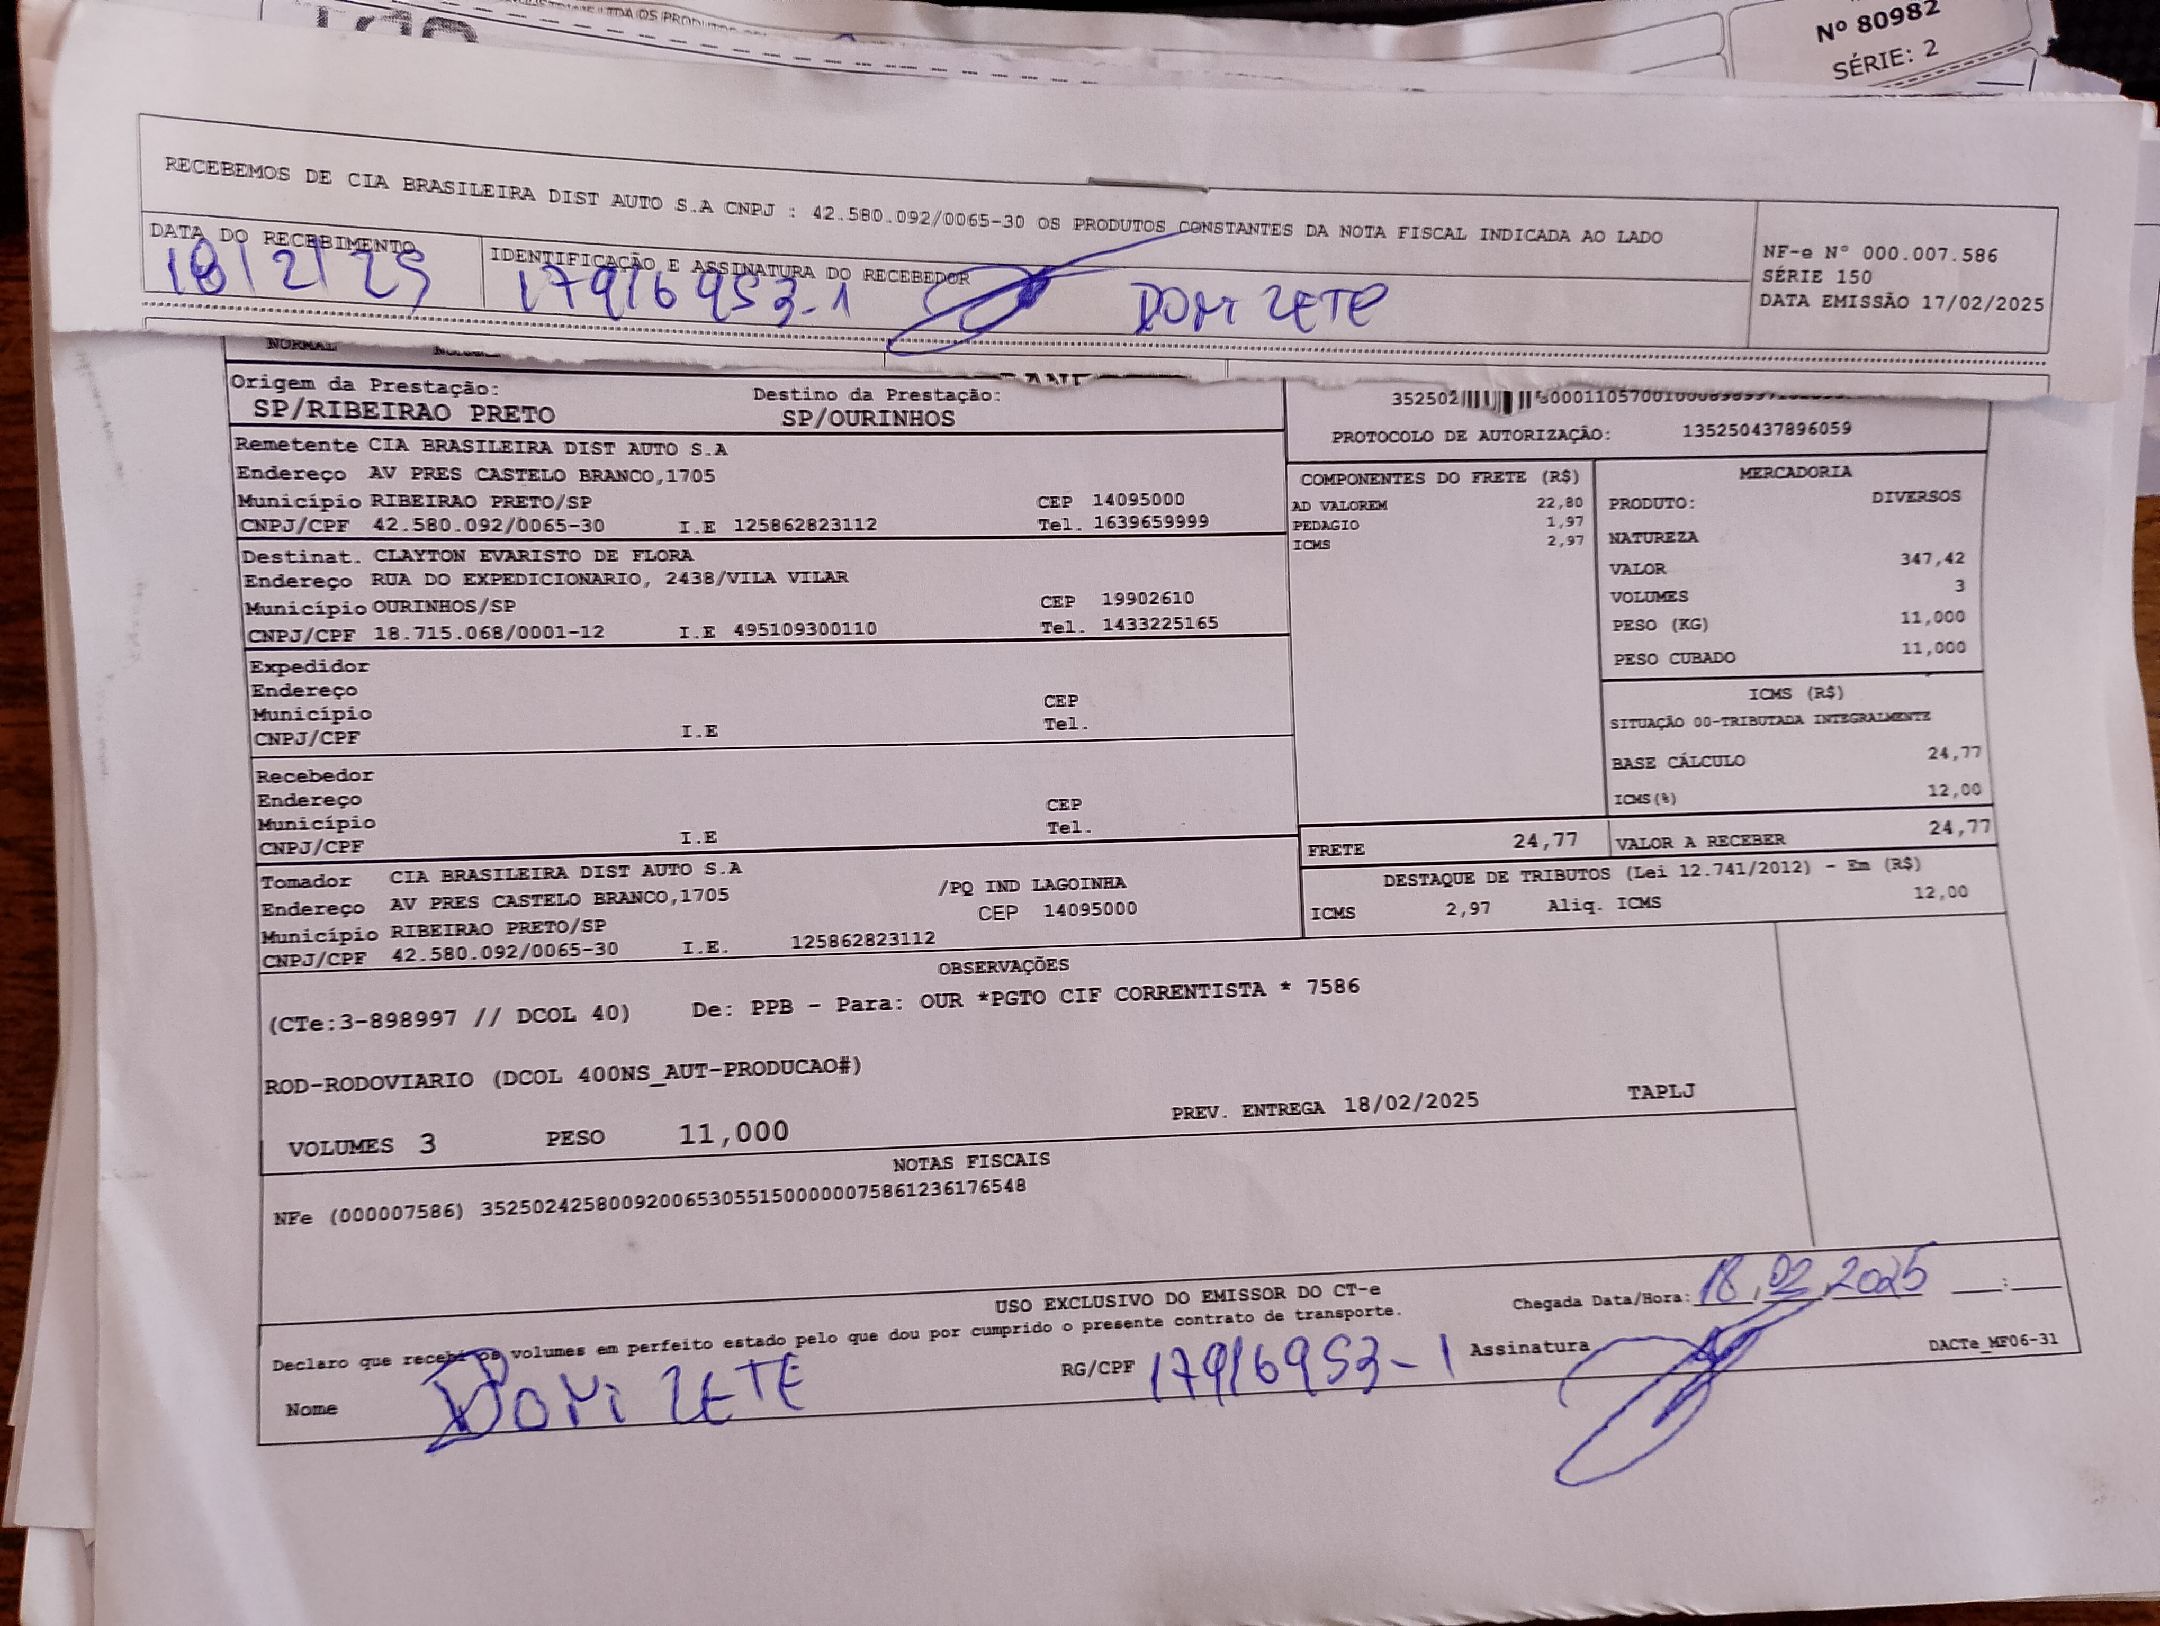 Nº 80982
SÉRIE: 2
RECEBEMOS DE CIA BRASILEIRA DIST AUTO S.A CNPJ : 42.580.092/0065-30 OS PRODUTOS CONSTANTES DA NOTA FISCAL INDICADA AO LADO
NF-e Nº 000.007.586
SÉRIE 150
DATA EMISSÃO 17/02/2025
DATA DO RECEBIMENTO
18/2/25
IDENTIFICAÇÃO E ASSINATURA DO RECEBEDOR
17916953-1 DOMIZETE
NORMAL
Origem da Prestação: Destino da Prestação:
SP/RIBEIRAO PRETO SP/OURINHOS
PROTOCOLO DE AUTORIZAÇÃO: 135250437896059
Remetente CIA BRASILEIRA DIST AUTO S.A
Endereço AV PRES CASTELO BRANCO,1705
Município RIBEIRAO PRETO/SP CEP 14095000
CNPJ/CPF 42.580.092/0065-30 I.E 125862823112 Tel. 1639659999
Destinat. CLAYTON EVARISTO DE FLORA
Endereço RUA DO EXPEDICIONARIO, 2438/VILA VILAR
Município OURINHOS/SP CEP 19902610
CNPJ/CPF 18.715.068/0001-12 I.E 495109300110 Tel. 1433225165
Expedidor
Endereço
Município CEP
CNPJ/CPF I.E Tel.
Recebedor
Endereço
Município CEP
CNPJ/CPF I.E Tel.
Tomador CIA BRASILEIRA DIST AUTO S.A
Endereço AV PRES CASTELO BRANCO,1705 /PQ IND LAGOINHA
Município RIBEIRAO PRETO/SP CEP 14095000
CNPJ/CPF 42.580.092/0065-30 I.E. 125862823112
COMPONENTES DO FRETE (R$)
AD VALOREM 22,80
PEDAGIO 1,97
ICMS 2,97
MERCADORIA
PRODUTO: DIVERSOS
NATUREZA
VALOR 347,42
VOLUMES 3
PESO (KG) 11,000
PESO CUBADO 11,000
ICMS (R$)
SITUAÇÃO 00-TRIBUTADA INTEGRALMENTE
BASE CÁLCULO 24,77
ICMS(%) 12,00
FRETE 24,77 VALOR A RECEBER 24,77
DESTAQUE DE TRIBUTOS (Lei 12.741/2012) - Em (R$)
ICMS 2,97 Aliq. ICMS 12,00
OBSERVAÇÕES
(CTe:3-898997 // DCOL 40) De: PPB - Para: OUR *PGTO CIF CORRENTISTA * 7586
ROD-RODOVIARIO (DCOL 400NS_AUT-PRODUCAO#)
VOLUMES 3 PESO 11,000 PREV. ENTREGA 18/02/2025 TAPLJ
NOTAS FISCAIS
NFe (000007586) 35250242580092006530551500000075861236176548
USO EXCLUSIVO DO EMISSOR DO CT-e
Chegada Data/Hora: 18,02,2025 __:__
Declaro que recebi os volumes em perfeito estado pelo que dou por cumprido o presente contrato de transporte.
Nome DOMIZETE RG/CPF 17916953-1 Assinatura
DACTe_MF06-31